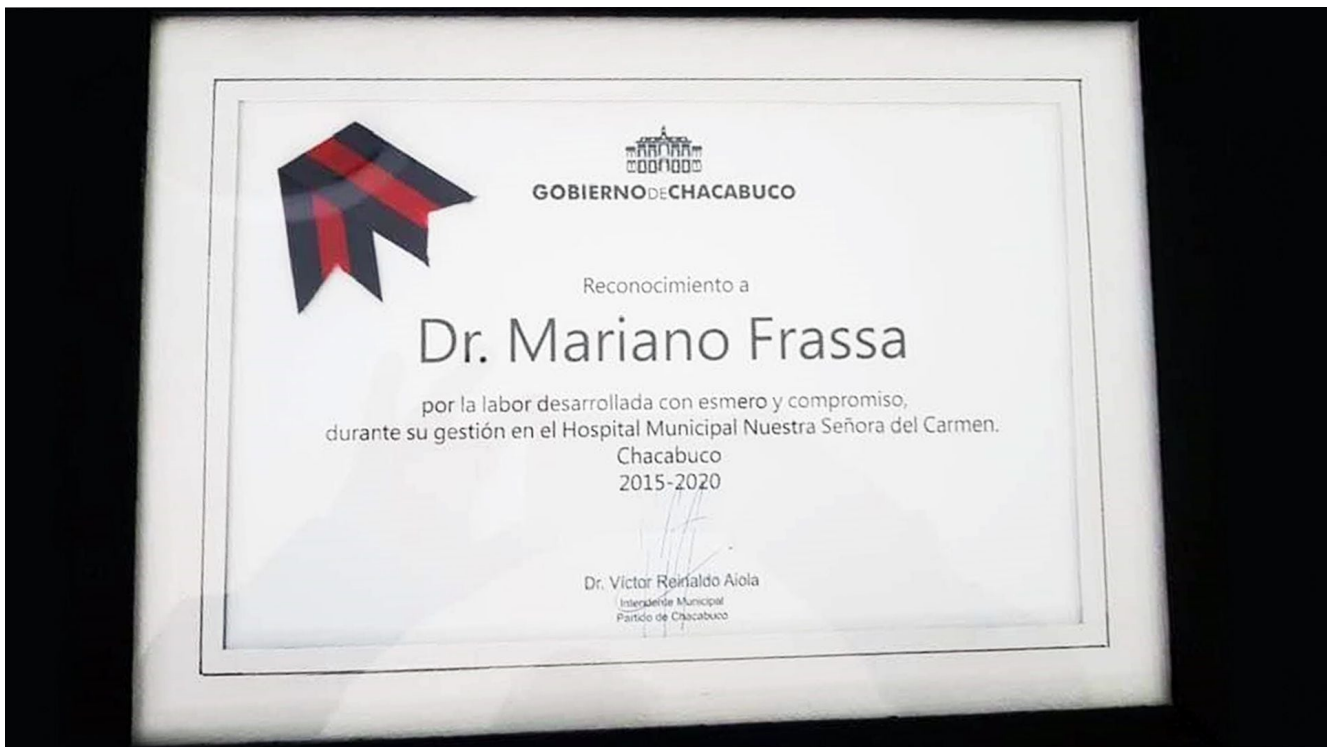 GOBIERNODECHACABUCO
Reconocimiento a
Dr. Mariano Frassa
por la labor desarrollada con esmero y compromiso,
durante su gestión en el Hospital Municipal Nuestra Señora del Carmen.
Chacabuco
2015-2020
Dr. Víctor Reinaldo Aiola
Intendente Municipal
Partido de Chacabuco